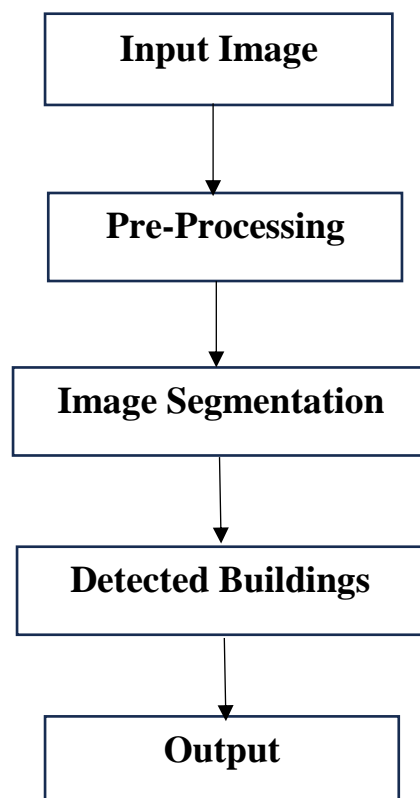 Input Image
Pre-Processing
Image Segmentation
Detected Buildings
Output